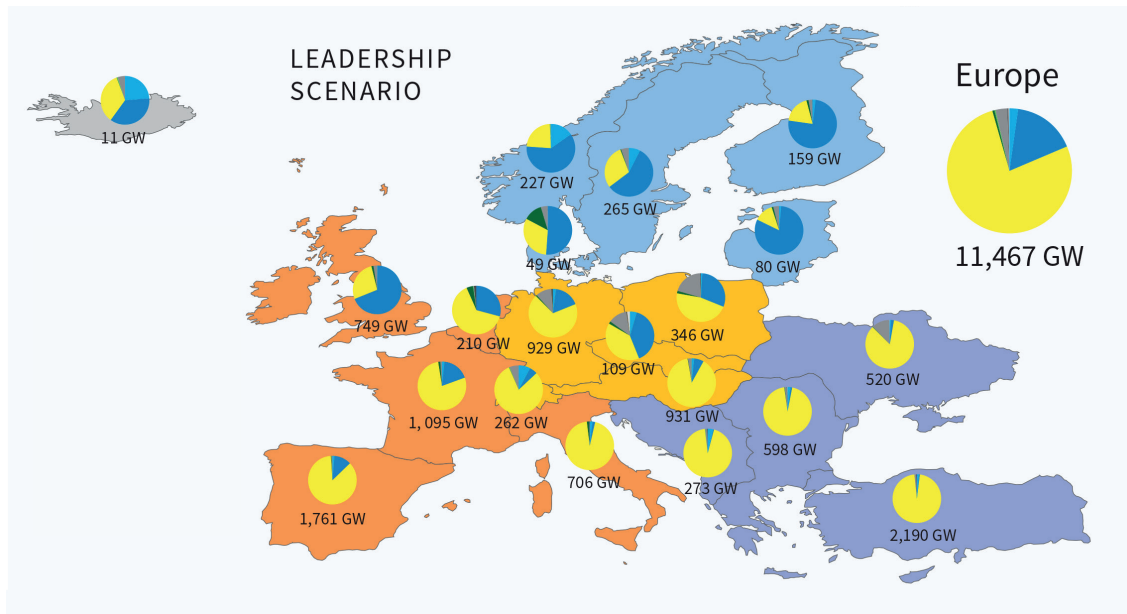 LEADERSHIP
SCENARIO
Europe
11,467 GW
11 GW
159 GW
227 GW
265 GW
49 GW
80 GW
749 GW
210 GW
929 GW
346 GW
109 GW
520 GW
1, 095 GW
262 GW
931 GW
598 GW
706 GW
273 GW
1,761 GW
2,190 GW